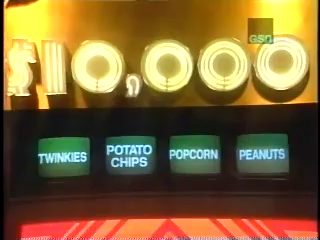 $10,000
GSN
TWINKIES
POTATO
CHIPS
POPCORN
PEANUTS